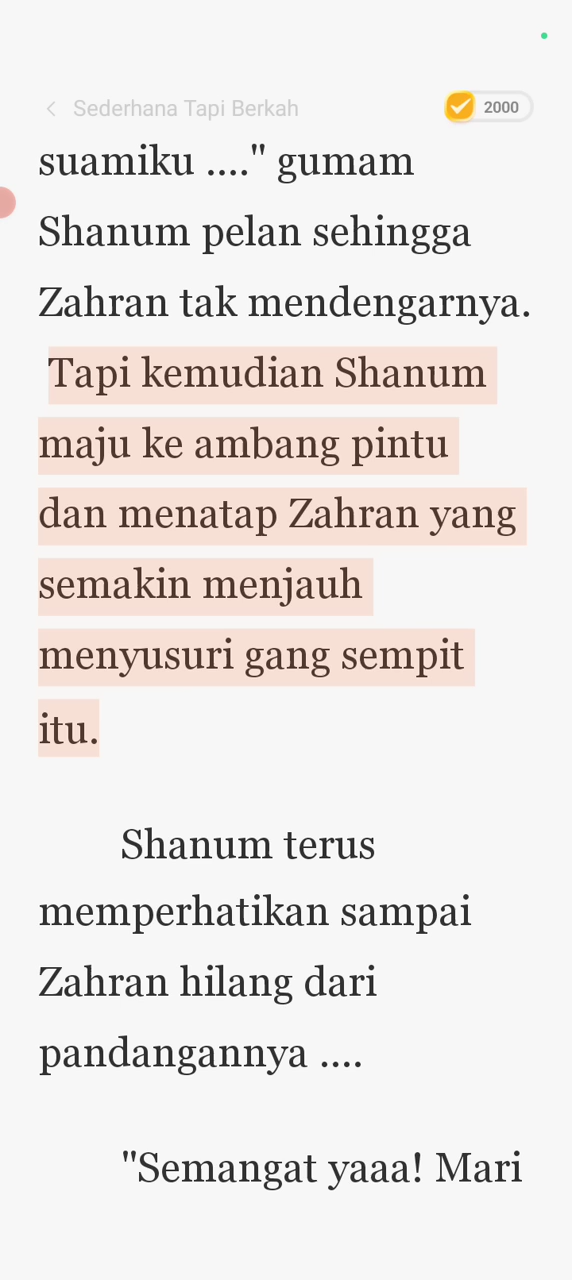 Sederhana Tapi Berkah
2000
suamiku ...." gumam
Shanum pelan sehingga
Zahran tak mendengarnya.
Tapi kemudian Shanum
maju ke ambang pintu
dan menatap Zahran yang
semakin menjauh
menyusuri gang sempit
itu.
Shanum terus
memperhatikan sampai
Zahran hilang dari
pandangannya ....
"Semangat yaaa! Mari